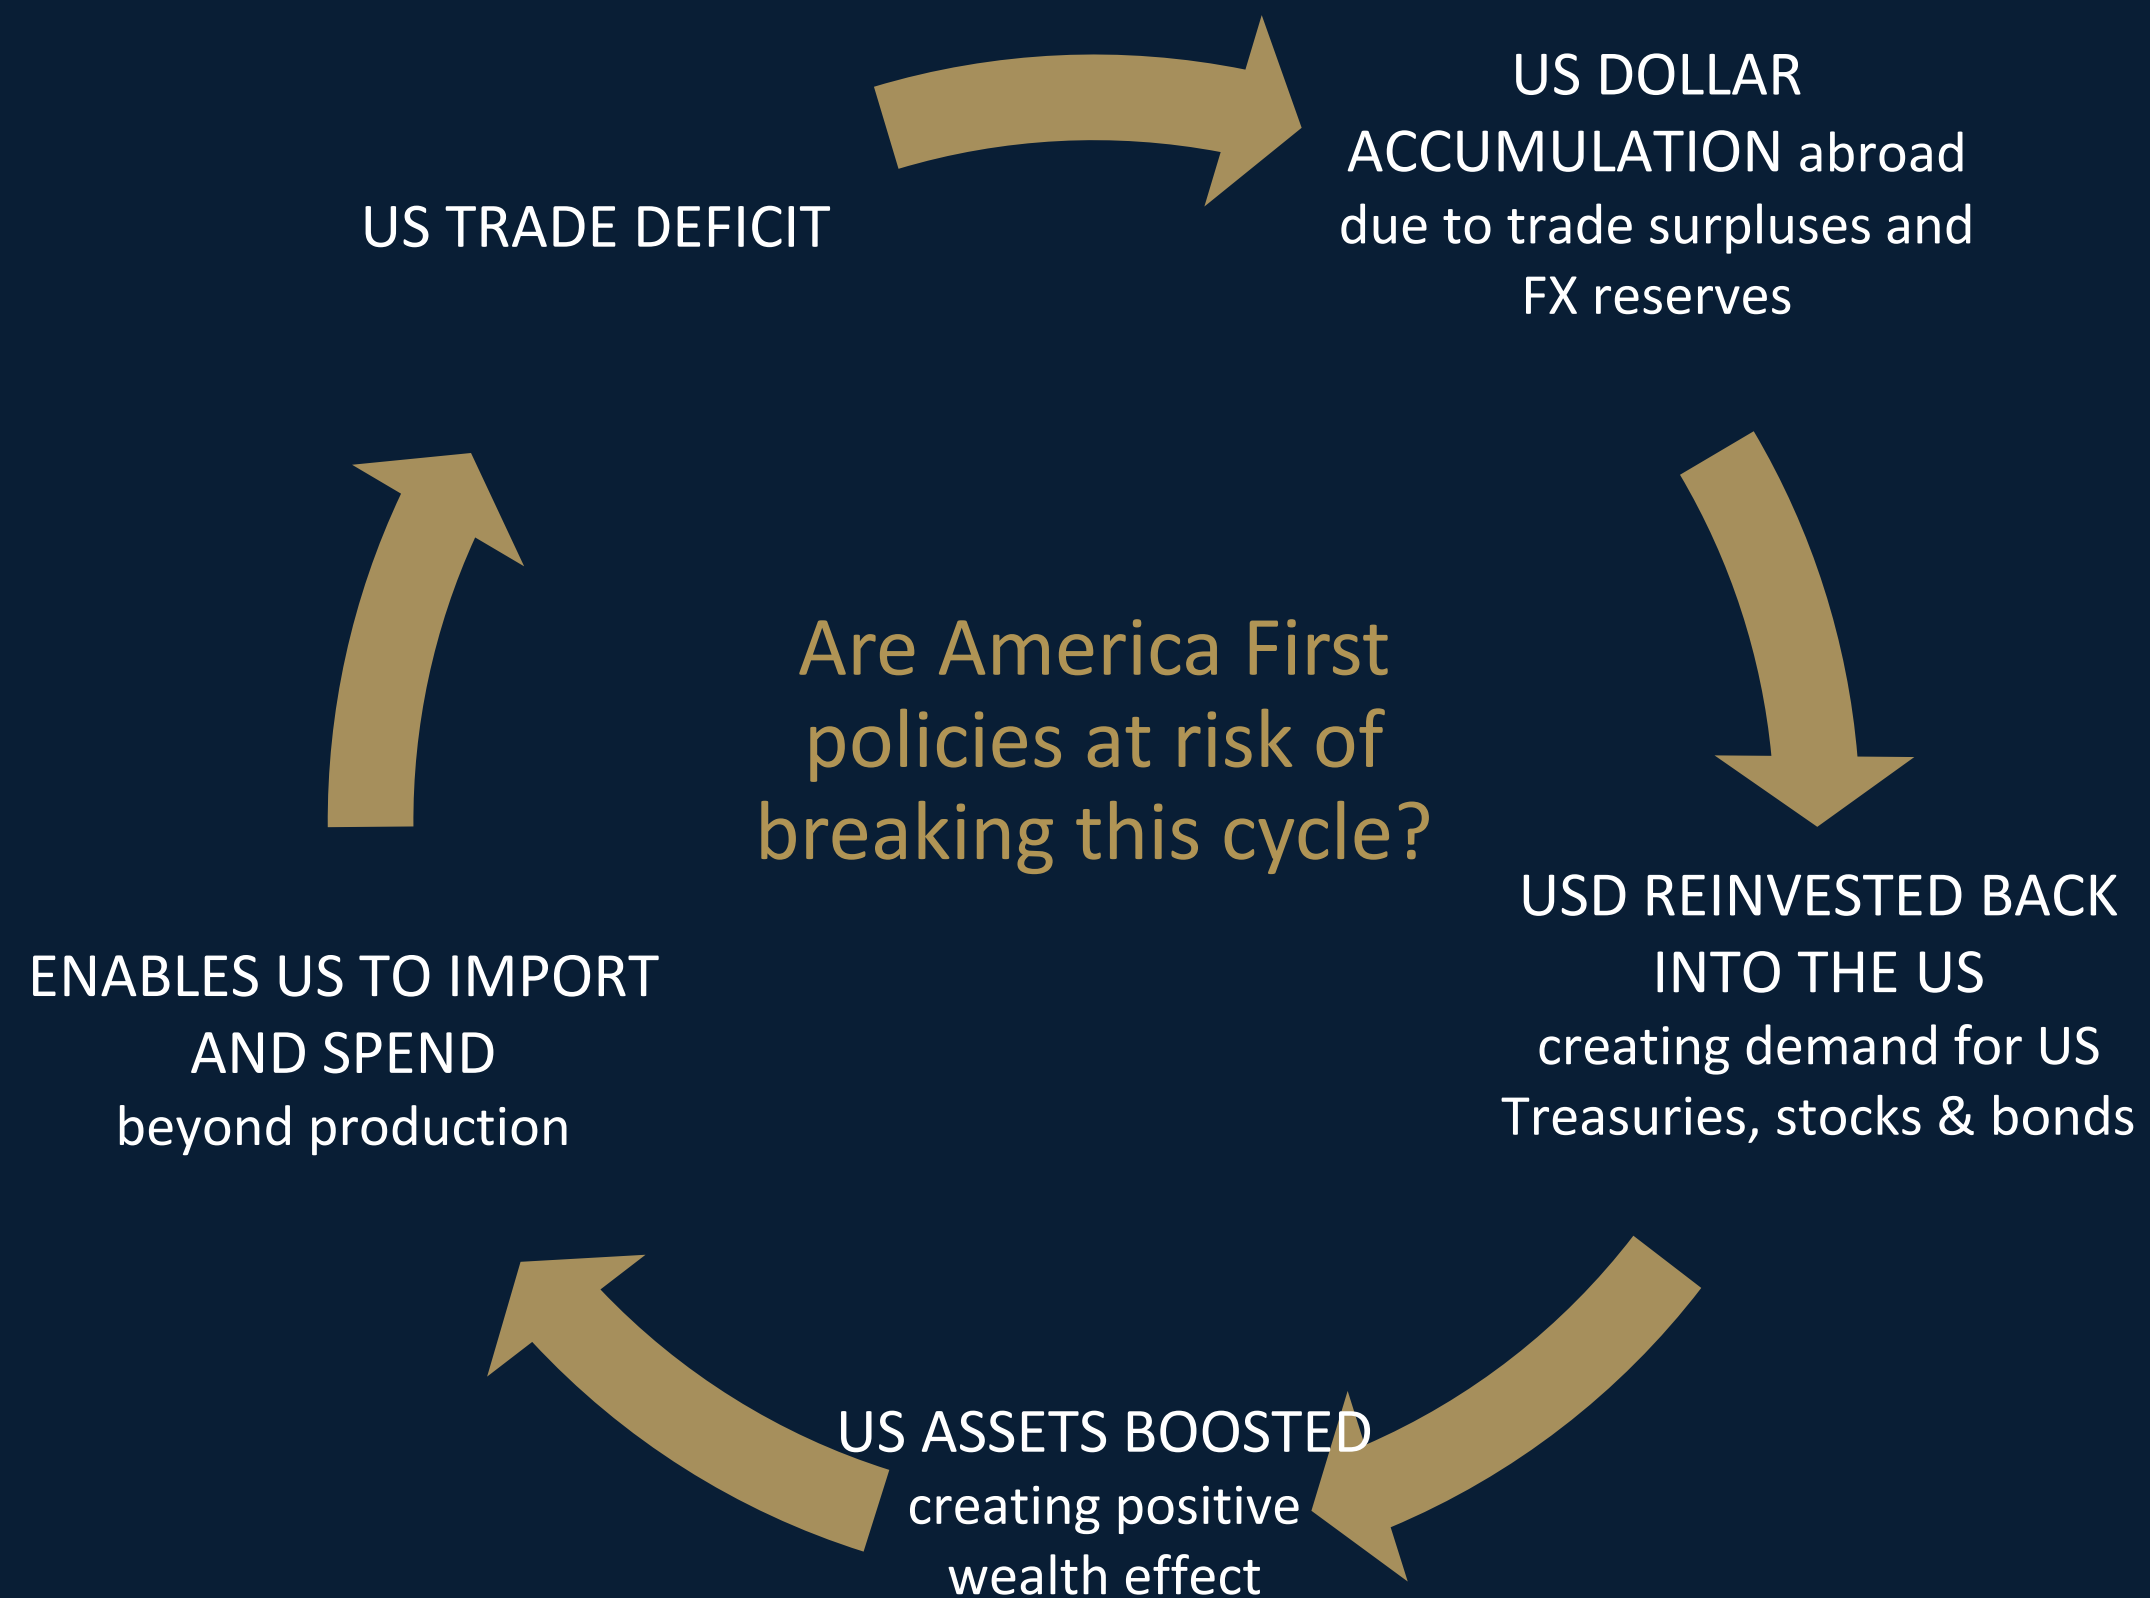 US TRADE DEFICIT
US DOLLAR
ACCUMULATION abroad
due to trade surpluses and
FX reserves
USD REINVESTED BACK
INTO THE US
creating demand for US
Treasuries, stocks & bonds
US ASSETS BOOSTED
creating positive
wealth effect
ENABLES US TO IMPORT
AND SPEND
beyond production
Are America First
policies at risk of
breaking this cycle?